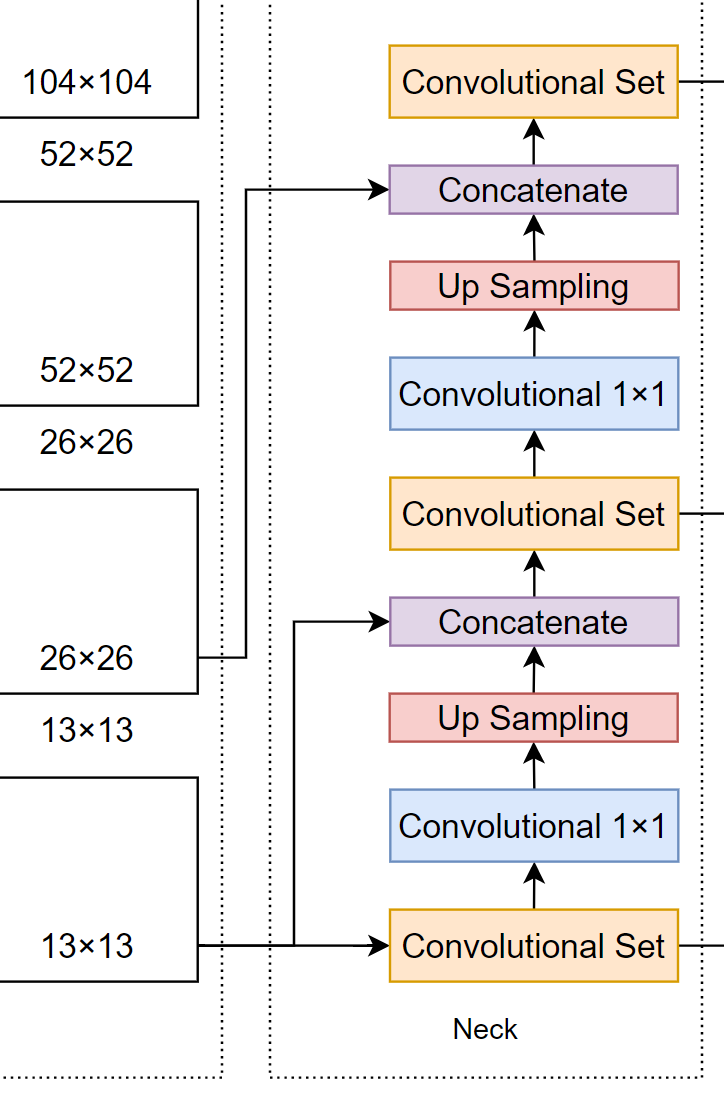 104×104
52×52
52×52
26×26
26×26
13×13
13×13
Convolutional Set
Concatenate
Up Sampling
Convolutional 1×1
Convolutional Set
Concatenate
Up Sampling
Convolutional 1×1
Convolutional Set
Neck